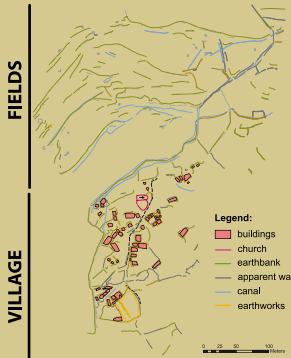 FIELDS
VILLAGE
Legend:
buildings
church
earthbank
apparent wa
canal
earthworks
0 25 50 100
Meters